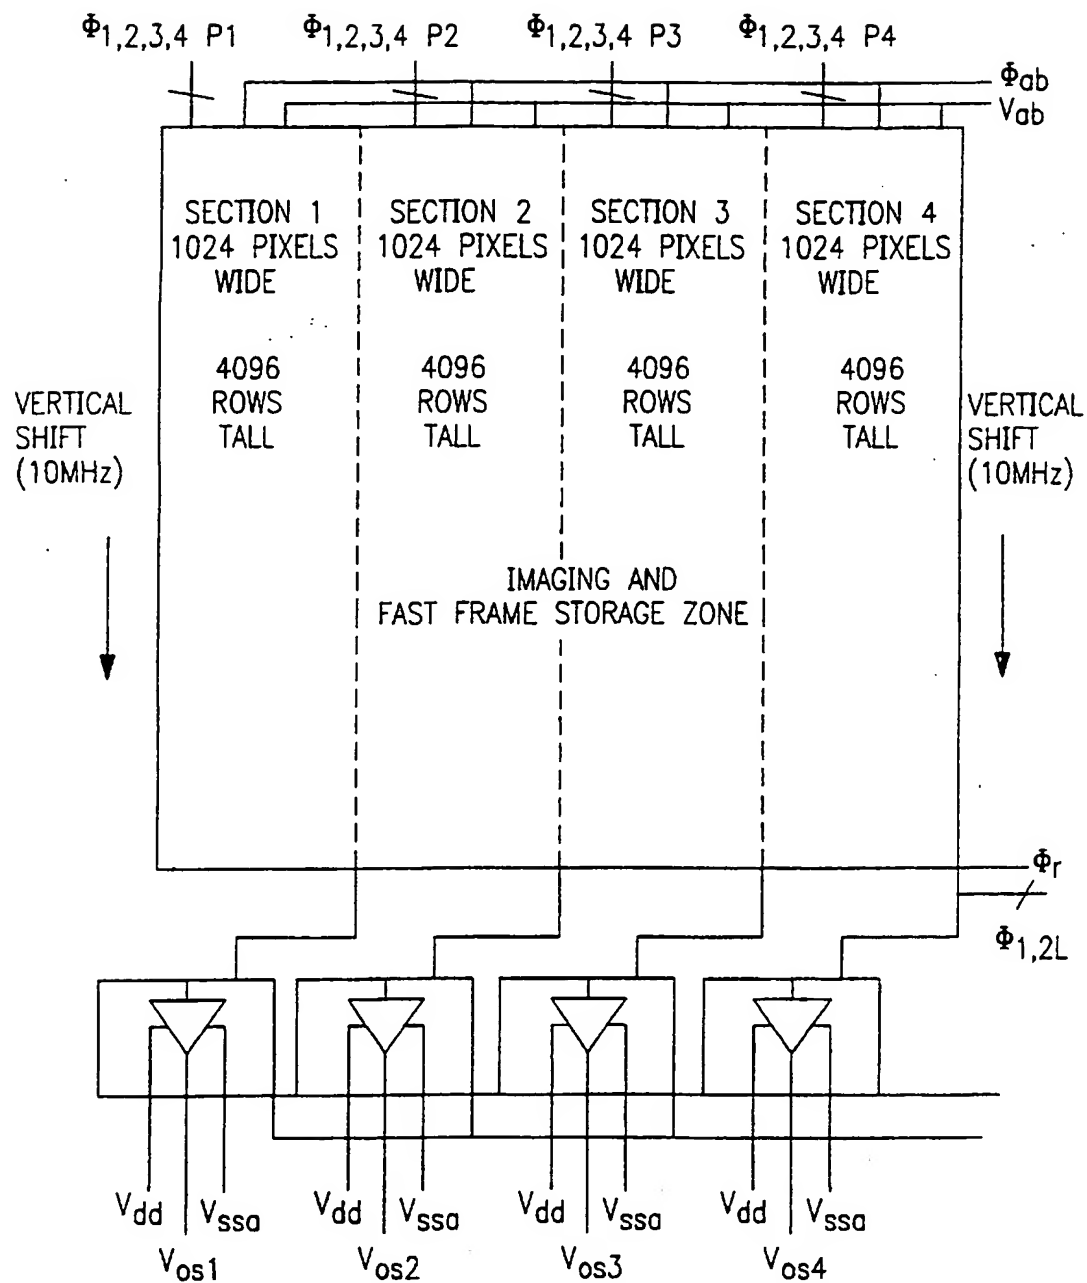 Φ1,2,3,4 P1 Φ1,2,3,4 P2 Φ1,2,3,4 P3 Φ1,2,3,4 P4
Φab
Vab
SECTION 1
1024 PIXELS
WIDE
4096
ROWS
TALL
SECTION 2
1024 PIXELS
WIDE
4096
ROWS
TALL
SECTION 3
1024 PIXELS
WIDE
4096
ROWS
TALL
SECTION 4
1024 PIXELS
WIDE
4096
ROWS
TALL
VERTICAL
SHIFT
(10MHz)
VERTICAL
SHIFT
(10MHz)
IMAGING AND
FAST FRAME STORAGE ZONE
Φr
Φ1,2L
Vdd Vssa Vdd Vssa Vdd Vssa Vdd Vssa
Vos1 Vos2 Vos3 Vos4